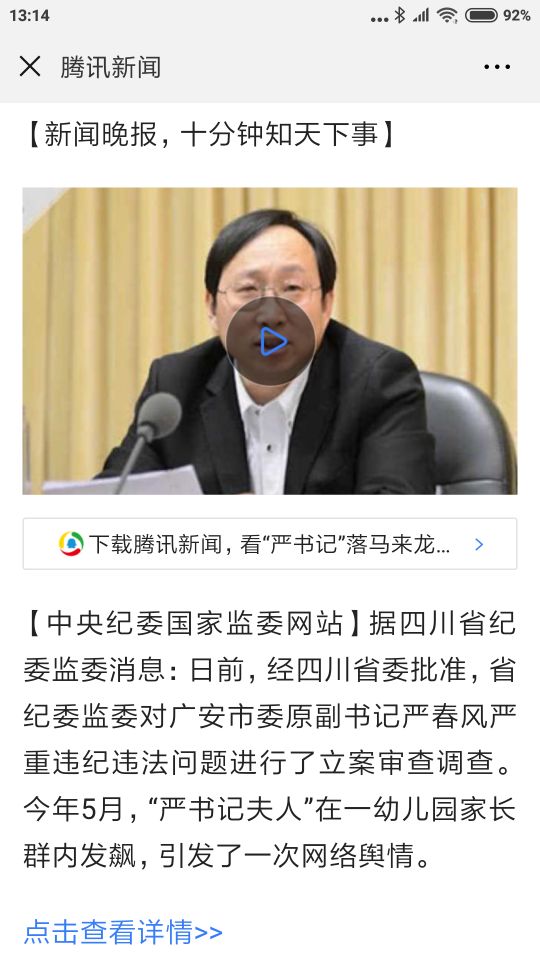 13:14
92%
腾讯新闻
【新闻晚报，十分钟知天下事】
下载腾讯新闻，看“严书记”落马来龙...
【中央纪委国家监委网站】据四川省纪
委监委消息：日前，经四川省委批准，省
纪委监委对广安市委原副书记严春风严
重违纪违法问题进行了立案审查调查。
今年5月，“严书记夫人”在一幼儿园家长
群内发飙，引发了一次网络舆情。
点击查看详情>>